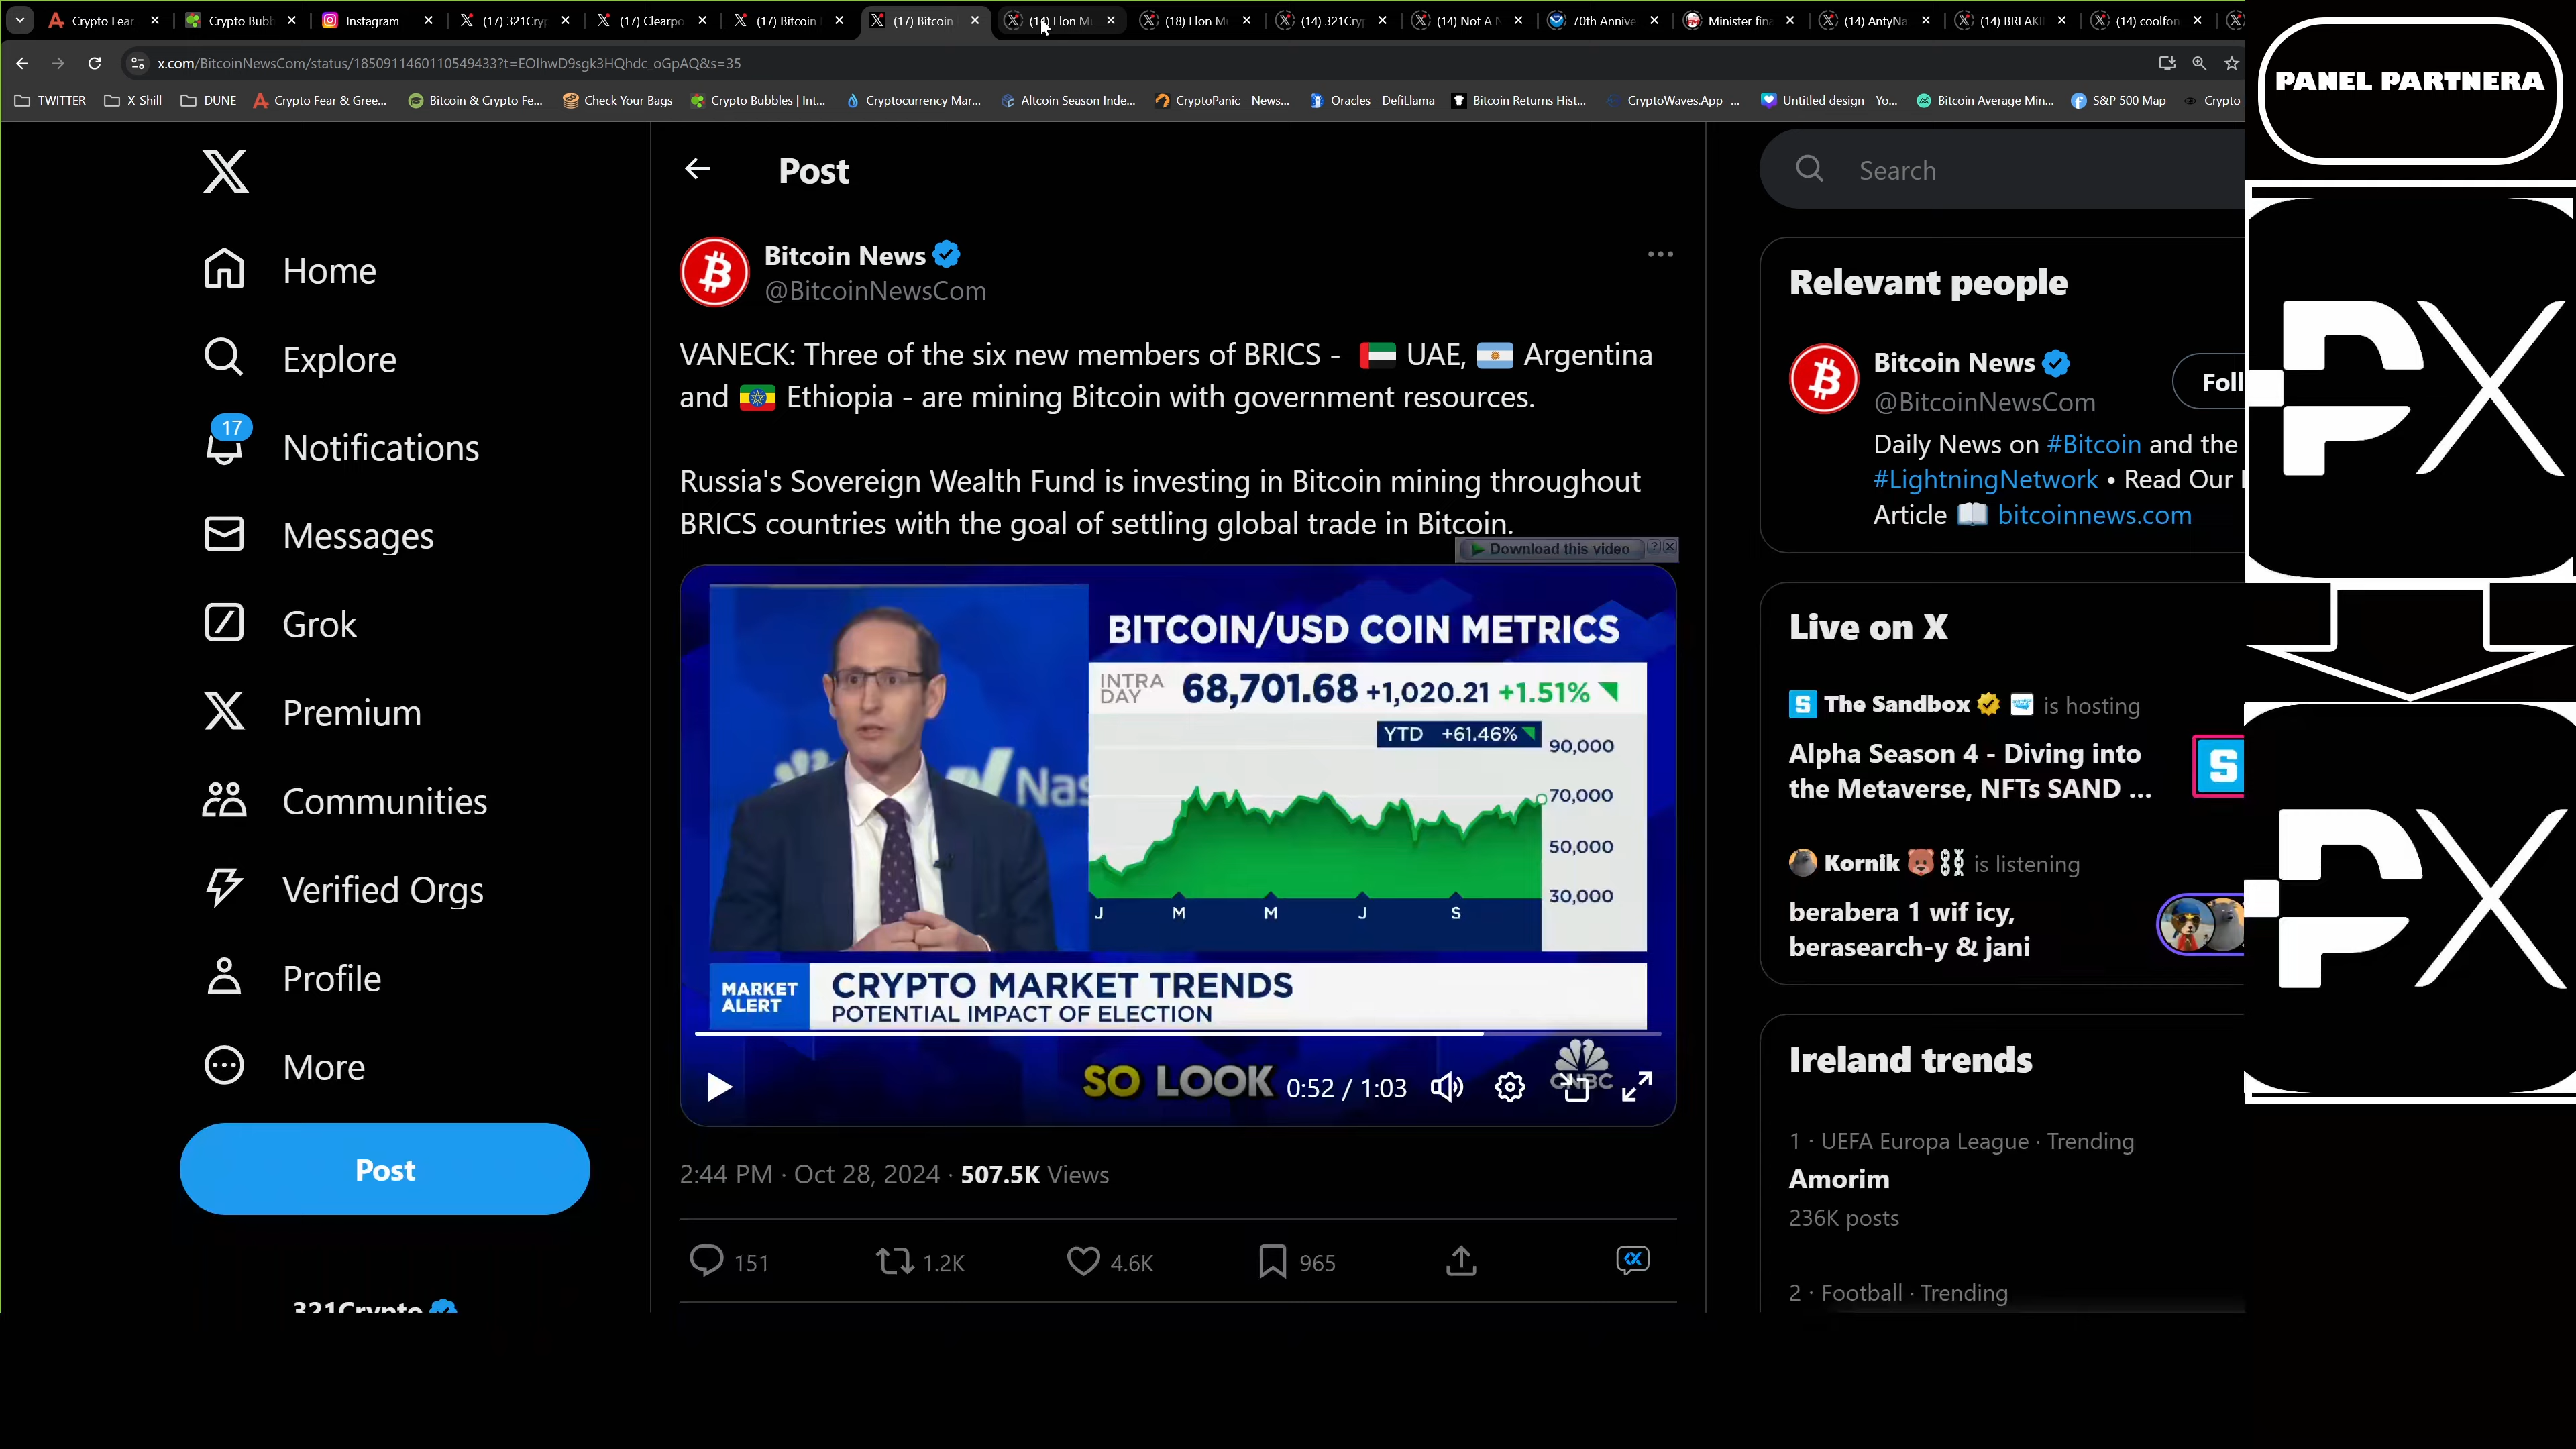 Crypto Fear
Crypto Bubb
Instagram
(17) 321Cryp
(17) Clearpo
(17) Bitcoin
(17) Bitcoin
(14) Elon Mu
(18) Elon M
(14) 321Cry
(14) Not A N
70th Annive
Minister fina
(14) AntyNa
(14) BREAKI
(14) coolfon
x.com/BitcoinNewsCom/status/1850911460110549433?t=EOlhwD9sgk3HQhdc_oGpAQ&s=35
TWITTER
X-Shill
DUNE
Crypto Fear & Gree...
Bitcoin & Crypto Fe...
Check Your Bags
Crypto Bubbles | Int...
Cryptocurrency Mar...
Altcoin Season Inde...
CryptoPanic - News...
Oracles - DefiLlama
Bitcoin Returns Hist...
CryptoWaves.App -...
Untitled design - Yo...
Bitcoin Average Min...
S&P 500 Map
Crypto
PANEL PARTNERA
Home
Explore
17
Notifications
Messages
Grok
Premium
Communities
Verified Orgs
Profile
More
Post
321Crypto
Post
Bitcoin News
@BitcoinNewsCom
VANECK: Three of the six new members of BRICS - UAE, Argentina
and Ethiopia - are mining Bitcoin with government resources.
Russia's Sovereign Wealth Fund is investing in Bitcoin mining throughout
BRICS countries with the goal of settling global trade in Bitcoin.
Download this video
BITCOIN/USD COIN METRICS
INTRA
DAY
68,701.68 +1,020.21 +1.51%
YTD +61.46%
90,000
70,000
50,000
30,000
J M M J S
Nas
MARKET
ALERT
CRYPTO MARKET TRENDS
POTENTIAL IMPACT OF ELECTION
SO LOOK
0:52 / 1:03
CNBC
2:44 PM · Oct 28, 2024 · 507.5K Views
151
1.2K
4.6K
965
Search
Relevant people
Bitcoin News
@BitcoinNewsCom
Foll
Daily News on #Bitcoin and the
#LightningNetwork • Read Our
Article bitcoinnews.com
Live on X
The Sandbox is hosting
Alpha Season 4 - Diving into
the Metaverse, NFTs SAND ...
Kornik is listening
berabera 1 wif icy,
berasearch-y & jani
Ireland trends
1 · UEFA Europa League · Trending
Amorim
236K posts
2 · Football · Trending
PX
PX